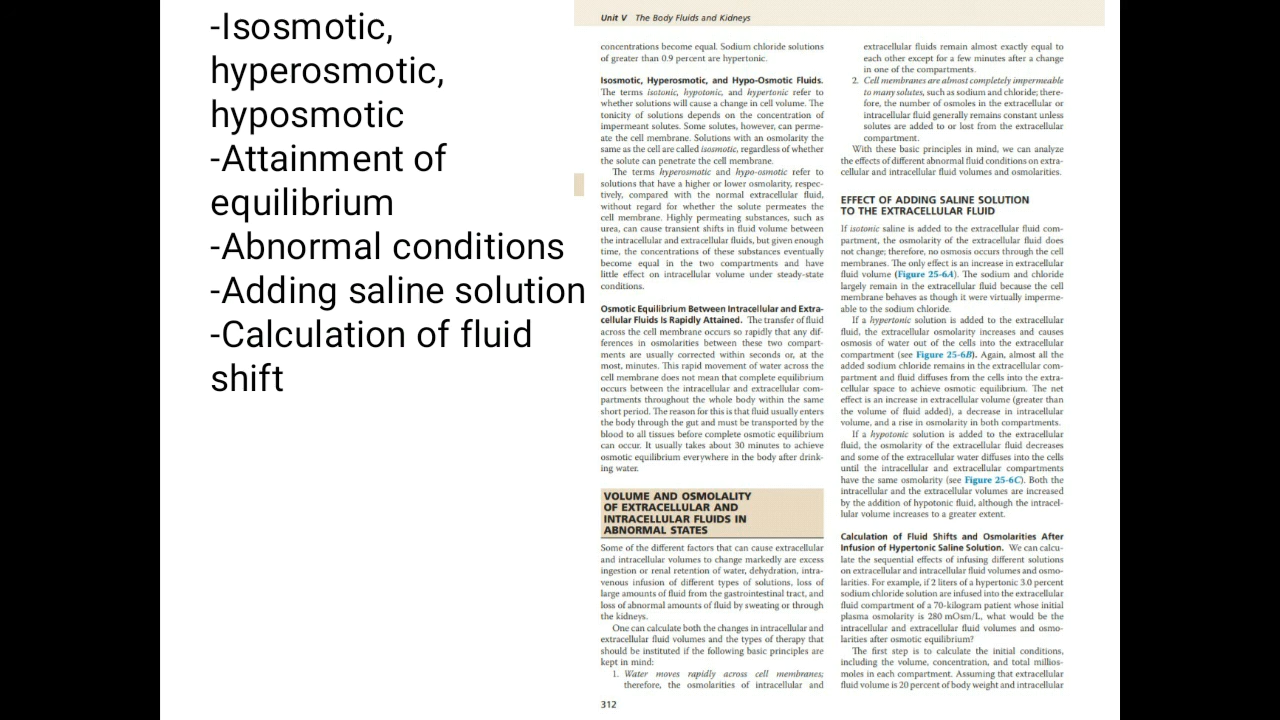 -Isosmotic,
hyperosmotic,
hyposmotic
-Attainment of
equilibrium
-Abnormal conditions
-Adding saline solution
-Calculation of fluid
shift
Unit V The Body Fluids and Kidneys
concentrations become equal. Sodium chloride solutions
of greater than 0.9 percent are hypertonic.
Isosmotic, Hyperosmotic, and Hypo-Osmotic Fluids.
The terms isotonic, hypotonic, and hypertonic refer to
whether solutions will cause a change in cell volume. The
tonicity of solutions depends on the concentration of
impermeant solutes. Some solutes, however, can perme-
ate the cell membrane. Solutions with an osmolarity the
same as the cell are called isosmotic, regardless of whether
the solute can penetrate the cell membrane.
The terms hyperosmotic and hypo-osmotic refer to
solutions that have a higher or lower osmolarity, respec-
tively, compared with the normal extracellular fluid,
without regard for whether the solute permeates the
cell membrane. Highly permeating substances, such as
urea, can cause transient shifts in fluid volume between
the intracellular and extracellular fluids, but given enough
time, the concentrations of these substances eventually
become equal in the two compartments and have
little effect on intracellular volume under steady-state
conditions.
Osmotic Equilibrium Between Intracellular and Extra-
cellular Fluids Is Rapidly Attained. The transfer of fluid
across the cell membrane occurs so rapidly that any dif-
ferences in osmolarities between these two compart-
ments are usually corrected within seconds or, at the
most, minutes. This rapid movement of water across the
cell membrane does not mean that complete equilibrium
occurs between the intracellular and extracellular com-
partments throughout the whole body within the same
short period. The reason for this is that fluid usually enters
the body through the gut and must be transported by the
blood to all tissues before complete osmotic equilibrium
can occur. It usually takes about 30 minutes to achieve
osmotic equilibrium everywhere in the body after drink-
ing water.
VOLUME AND OSMOLALITY
OF EXTRACELLULAR AND
INTRACELLULAR FLUIDS IN
ABNORMAL STATES
Some of the different factors that can cause extracellular
and intracellular volumes to change markedly are excess
ingestion or renal retention of water, dehydration, intra-
venous infusion of different types of solutions, loss of
large amounts of fluid from the gastrointestinal tract, and
loss of abnormal amounts of fluid by sweating or through
the kidneys.
One can calculate both the changes in intracellular and
extracellular fluid volumes and the types of therapy that
should be instituted if the following basic principles are
kept in mind:
1. Water moves rapidly across cell membranes;
therefore, the osmolarities of intracellular and
312
extracellular fluids remain almost exactly equal to
each other except for a few minutes after a change
in one of the compartments.
2. Cell membranes are almost completely impermeable
to many solutes, such as sodium and chloride; there-
fore, the number of osmoles in the extracellular or
intracellular fluid generally remains constant unless
solutes are added to or lost from the extracellular
compartment.
With these basic principles in mind, we can analyze
the effects of different abnormal fluid conditions on extra-
cellular and intracellular fluid volumes and osmolarities.
EFFECT OF ADDING SALINE SOLUTION
TO THE EXTRACELLULAR FLUID
If isotonic saline is added to the extracellular fluid com-
partment, the osmolarity of the extracellular fluid does
not change; therefore, no osmosis occurs through the cell
membranes. The only effect is an increase in extracellular
fluid volume (Figure 25-6A). The sodium and chloride
largely remain in the extracellular fluid because the cell
membrane behaves as though it were virtually imperme-
able to the sodium chloride.
If a hypertonic solution is added to the extracellular
fluid, the extracellular osmolarity increases and causes
osmosis of water out of the cells into the extracellular
compartment (see Figure 25-6B). Again, almost all the
added sodium chloride remains in the extracellular com-
partment and fluid diffuses from the cells into the extra-
cellular space to achieve osmotic equilibrium. The net
effect is an increase in extracellular volume (greater than
the volume of fluid added), a decrease in intracellular
volume, and a rise in osmolarity in both compartments.
If a hypotonic solution is added to the extracellular
fluid, the osmolarity of the extracellular fluid decreases
and some of the extracellular water diffuses into the cells
until the intracellular and extracellular compartments
have the same osmolarity (see Figure 25-6C). Both the
intracellular and the extracellular volumes are increased
by the addition of hypotonic fluid, although the intracel-
lular volume increases to a greater extent.
Calculation of Fluid Shifts and Osmolarities After
Infusion of Hypertonic Saline Solution. We can calcu-
late the sequential effects of infusing different solutions
on extracellular and intracellular fluid volumes and osmo-
larities. For example, if 2 liters of a hypertonic 3.0 percent
sodium chloride solution are infused into the extracellular
fluid compartment of a 70-kilogram patient whose initial
plasma osmolarity is 280 mOsm/L, what would be the
intracellular and extracellular fluid volumes and osmo-
larities after osmotic equilibrium?
The first step is to calculate the initial conditions,
including the volume, concentration, and total millios-
moles in each compartment. Assuming that extracellular
fluid volume is 20 percent of body weight and intracellular